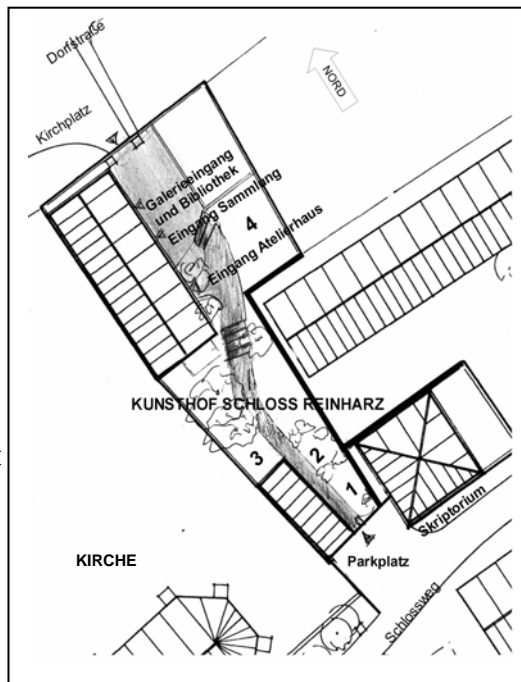 Dorfstraße
NORD
Kirchplatz
Galerieeingang
und Bibliothek
Eingang Sammlung
4
Eingang Atelierhaus
KUNSTHOF SCHLOSS REINHARZ
2
3
1
Skriptorium
KIRCHE
Parkplatz
Schlossweg